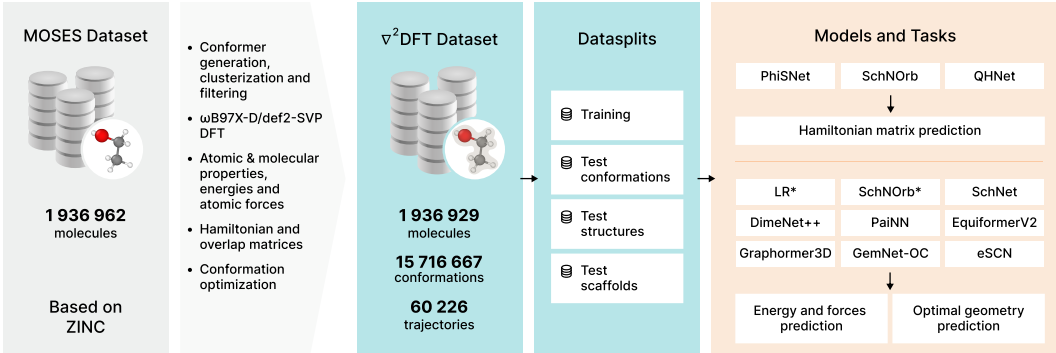 MOSES Dataset
1 936 962
molecules
Based on
ZINC
• Conformer
generation,
clusterization and
filtering
• ωB97X-D/def2-SVP
DFT
• Atomic & molecular
properties,
energies and
atomic forces
• Hamiltonian and
overlap matrices
• Conformation
optimization
∇²DFT Dataset
1 936 929
molecules
15 716 667
conformations
60 226
trajectories
Datasplits
Training
Test
conformations
Test
structures
Test
scaffolds
Models and Tasks
PhiSNet SchNOrb QHNet
Hamiltonian matrix prediction
LR* SchNOrb* SchNet
DimeNet++ PaiNN EquiformerV2
Graphormer3D GemNet-OC eSCN
Energy and forces
prediction
Optimal geometry
prediction